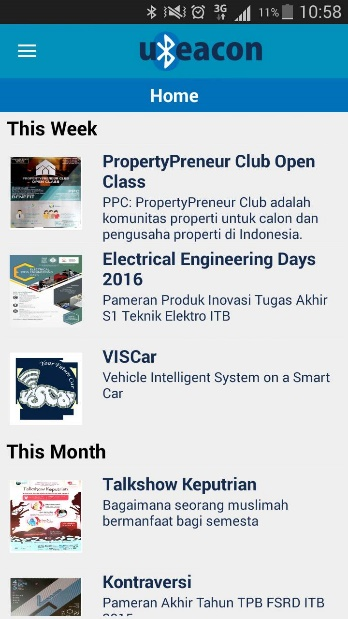 3G 11% 10:58
ubeacon
Home
This Week
PropertyPreneur Club Open
Class
PPC: PropertyPreneur Club adalah
komunitas properti untuk calon dan
pengusaha properti di Indonesia.
Electrical Engineering Days
2016
Pameran Produk Inovasi Tugas Akhir
S1 Teknik Elektro ITB
VISCar
Vehicle Intelligent System on a Smart
Car
This Month
Talkshow Keputrian
Talkshow Keputrian
Bagaimana seorang muslimah
bermanfaat bagi semesta
Kontraversi
Pameran Akhir Tahun TPB FSRD ITB